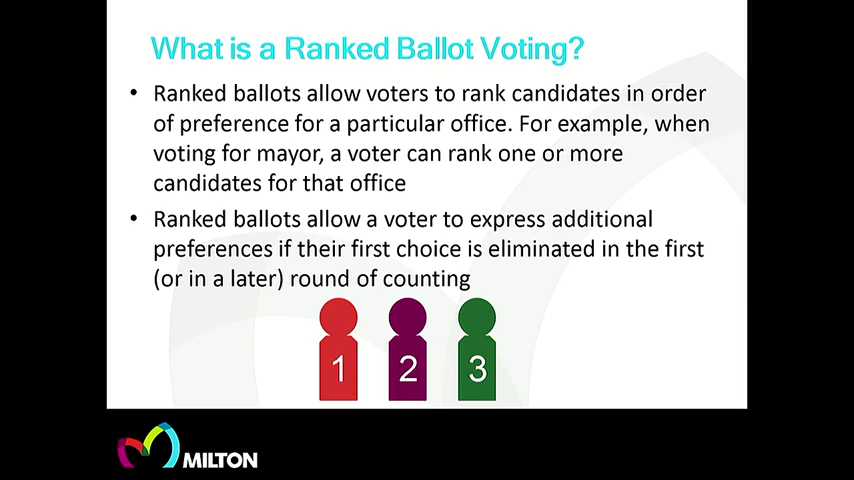 What is a Ranked Ballot Voting?
• Ranked ballots allow voters to rank candidates in order
of preference for a particular office. For example, when
voting for mayor, a voter can rank one or more
candidates for that office
• Ranked ballots allow a voter to express additional
preferences if their first choice is eliminated in the first
(or in a later) round of counting
1 2 3
MILTON